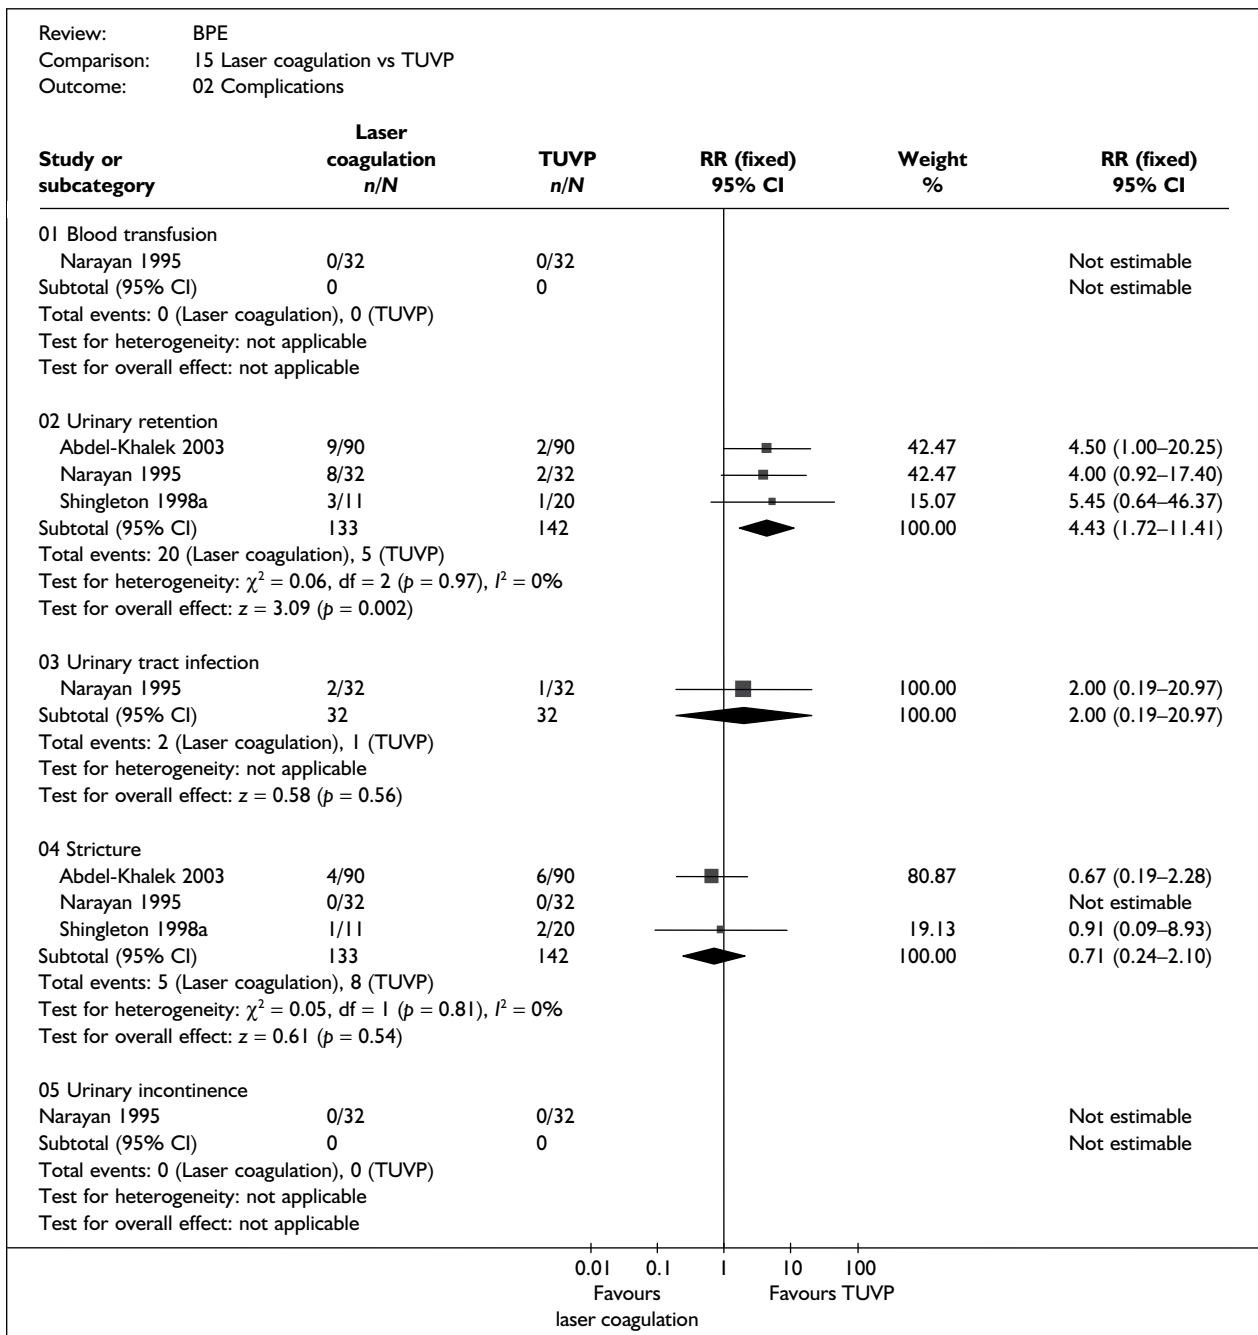 Review: BPE
Comparison: 15 Laser coagulation vs TUVP
Outcome: 02 Complications
Laser
Study or coagulation TUVP RR (fixed) Weight RR (fixed)
subcategory n/N n/N 95% CI % 95% CI
01 Blood transfusion
Narayan 1995 0/32 0/32 Not estimable
Subtotal (95% CI) 0 0 Not estimable
Total events: 0 (Laser coagulation), 0 (TUVP)
Test for heterogeneity: not applicable
Test for overall effect: not applicable
02 Urinary retention
Abdel-Khalek 2003 9/90 2/90 42.47 4.50 (1.00–20.25)
Narayan 1995 8/32 2/32 42.47 4.00 (0.92–17.40)
Shingleton 1998a 3/11 1/20 15.07 5.45 (0.64–46.37)
Subtotal (95% CI) 133 142 100.00 4.43 (1.72–11.41)
Total events: 20 (Laser coagulation), 5 (TUVP)
Test for heterogeneity: χ² = 0.06, df = 2 (p = 0.97), I² = 0%
Test for overall effect: z = 3.09 (p = 0.002)
03 Urinary tract infection
Narayan 1995 2/32 1/32 100.00 2.00 (0.19–20.97)
Subtotal (95% CI) 32 32 100.00 2.00 (0.19–20.97)
Total events: 2 (Laser coagulation), 1 (TUVP)
Test for heterogeneity: not applicable
Test for overall effect: z = 0.58 (p = 0.56)
04 Stricture
Abdel-Khalek 2003 4/90 6/90 80.87 0.67 (0.19–2.28)
Narayan 1995 0/32 0/32 Not estimable
Shingleton 1998a 1/11 2/20 19.13 0.91 (0.09–8.93)
Subtotal (95% CI) 133 142 100.00 0.71 (0.24–2.10)
Total events: 5 (Laser coagulation), 8 (TUVP)
Test for heterogeneity: χ² = 0.05, df = 1 (p = 0.81), I² = 0%
Test for overall effect: z = 0.61 (p = 0.54)
05 Urinary incontinence
Narayan 1995 0/32 0/32 Not estimable
Subtotal (95% CI) 0 0 Not estimable
Total events: 0 (Laser coagulation), 0 (TUVP)
Test for heterogeneity: not applicable
Test for overall effect: not applicable
0.01 0.1 1 10 100
Favours Favours TUVP
laser coagulation